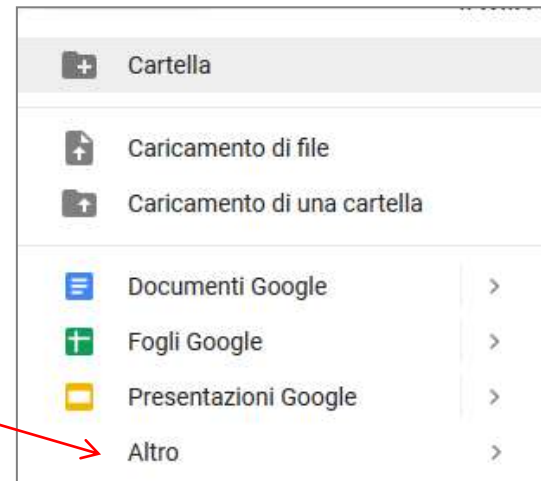 Cartella
Caricamento di file
Caricamento di una cartella
Documenti Google
Fogli Google
Presentazioni Google
Altro